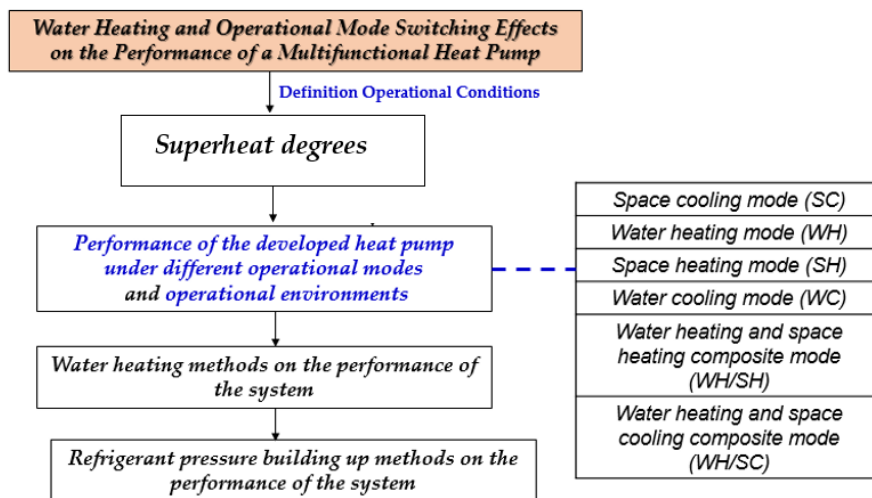 Water Heating and Operational Mode Switching Effects
on the Performance of a Multifunctional Heat Pump
Definition Operational Conditions
Superheat degrees
Performance of the developed heat pump
under different operational modes
and operational environments
Water heating methods on the performance of
the system
Refrigerant pressure building up methods on the
performance of the system
Space cooling mode (SC)
Water heating mode (WH)
Space heating mode (SH)
Water cooling mode (WC)
Water heating and space
heating composite mode
(WH/SH)
Water heating and space
cooling composite mode
(WH/SC)